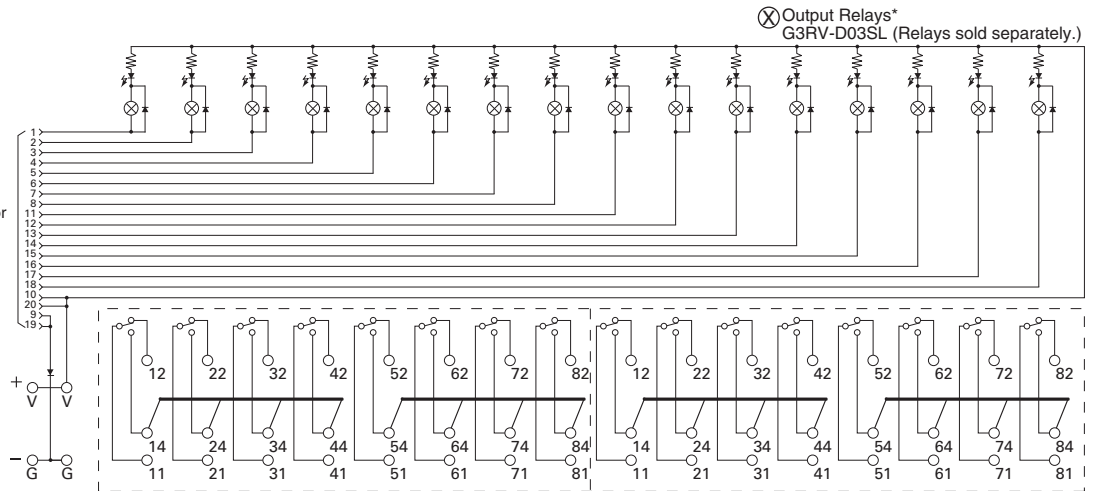 Output Relays*
G3RV-D03SL (Relays sold separately.)
1
2
3
4
5
6
7
8
11
or
12
13
14
15
16
17
18
10
20
9
19
12 22 32 42 52 62 72 82 12 22 32 42 52 62 72 82
+
V V
14 24 34 44 54 64 74 84 14 24 34 44 54 64 74 84
−
G G
11 21 31 41 51 61 71 81 11 21 31 41 51 61 71 81